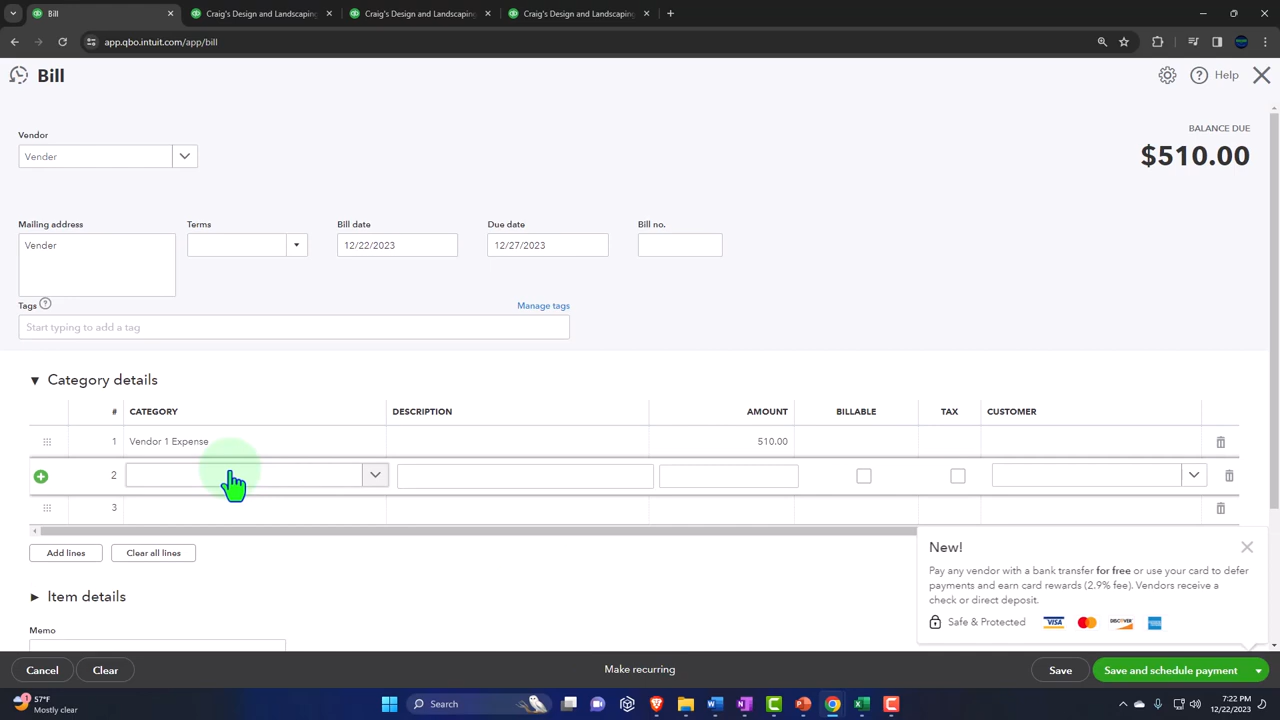 Bill
Craig's Design and Landscaping
Craig's Design and Landscaping
Craig's Design and Landscaping
app.qbo.intuit.com/app/bill
Bill
Help
Vendor
BALANCE DUE
Vender
$510.00
Mailing address Terms Bill date Due date Bill no.
Vender 12/22/2023 12/27/2023
Tags Manage tags
Start typing to add a tag
Category details
# CATEGORY DESCRIPTION AMOUNT BILLABLE TAX CUSTOMER
1 Vendor 1 Expense 510.00
2
3
Add lines Clear all lines
New!
Pay any vendor with a bank transfer for free or use your card to defer
payments and earn card rewards (2.9% fee). Vendors receive a
check or direct deposit.
Safe & Protected VISA DISCOVER
Item details
Memo
Cancel Clear Make recurring Save Save and schedule payment
57°F
Mostly clear
Search
7:22 PM
12/22/2023